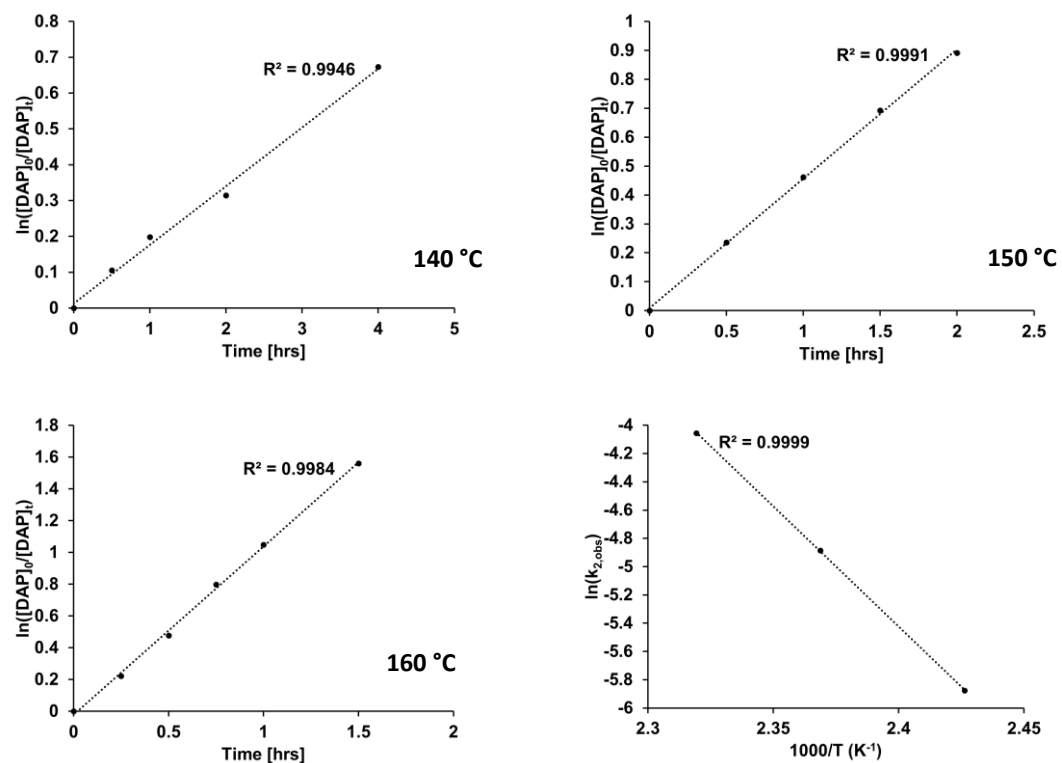 0.8
0.7
0.6
0.5
0.4
0.3
0.2
0.1
0
ln([DAP]₀/[DAP]ₜ)
R² = 0.9946
140 °C
0 1 2 3 4 5
Time [hrs]
1
0.9
0.8
0.7
0.6
0.5
0.4
0.3
0.2
0.1
0
ln([DAP]₀/[DAP]ₜ)
R² = 0.9991
150 °C
0 0.5 1 1.5 2 2.5
Time [hrs]
1.8
1.6
1.4
1.2
1
0.8
0.6
0.4
0.2
0
ln([DAP]₀/[DAP]ₜ)
R² = 0.9984
160 °C
0 0.5 1 1.5 2
Time [hrs]
-4
-4.2
-4.4
-4.6
-4.8
-5
-5.2
-5.4
-5.6
-5.8
-6
ln(k₂,obs)
R² = 0.9999
2.3 2.35 2.4 2.45
1000/T (K⁻¹)